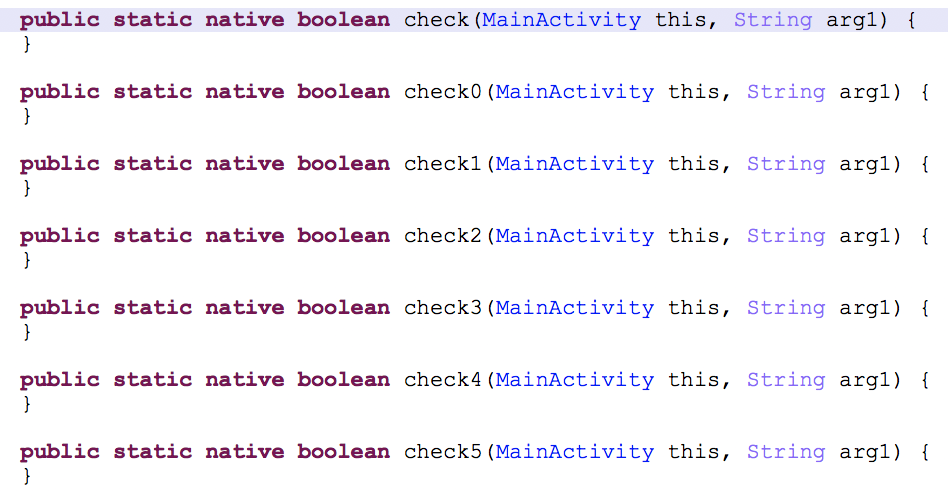 public static native boolean check(MainActivity this, String arg1) {
}
public static native boolean check0(MainActivity this, String arg1) {
}
public static native boolean check1(MainActivity this, String arg1) {
}
public static native boolean check2(MainActivity this, String arg1) {
}
public static native boolean check3(MainActivity this, String arg1) {
}
public static native boolean check4(MainActivity this, String arg1) {
}
public static native boolean check5(MainActivity this, String arg1) {
}